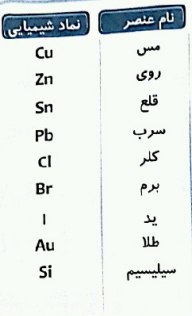 نام عنصر نماد شیمیایی
مس Cu
روی Zn
قلع Sn
سرب Pb
کلر Cl
برم Br
ید I
طلا Au
سیلیسیم Si